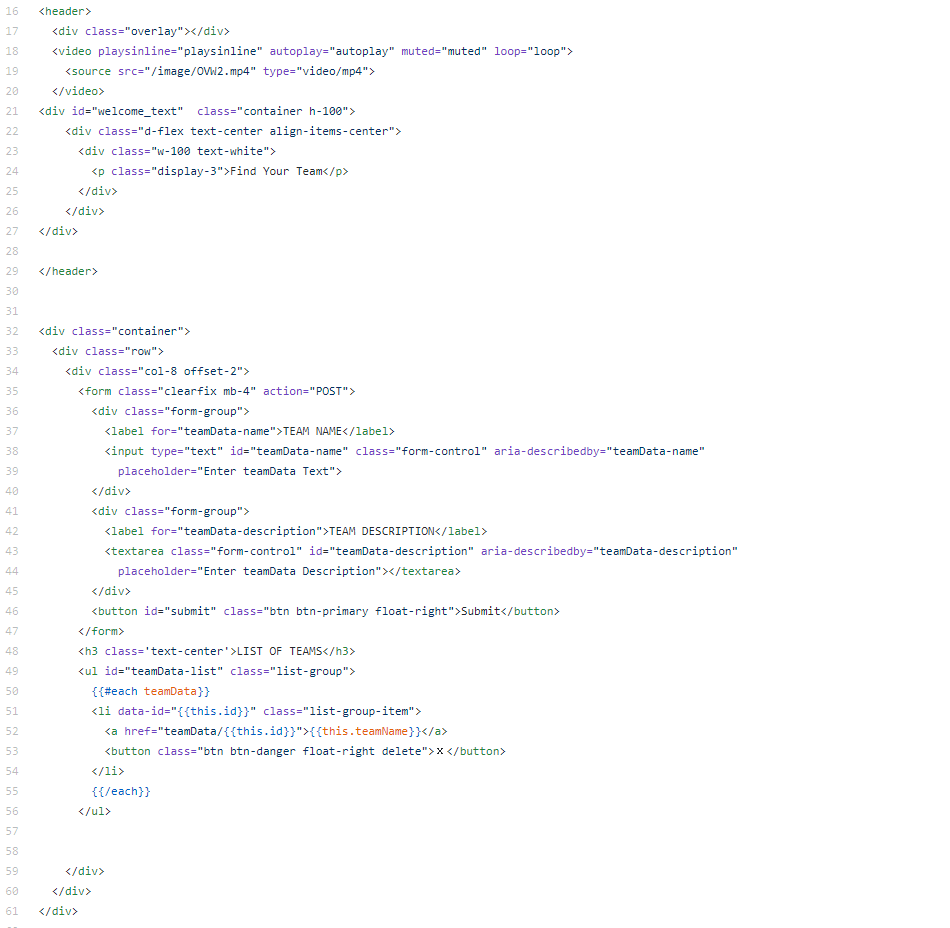 16 <header>
17 <div class="overlay"></div>
18 <video playsinline="playsinline" autoplay="autoplay" muted="muted" loop="loop">
19 <source src="/image/OVW2.mp4" type="video/mp4">
20 </video>
21 <div id="welcome_text"  class="container h-100">
22 <div class="d-flex text-center align-items-center">
23 <div class="w-100 text-white">
24 <p class="display-3">Find Your Team</p>
25 </div>
26 </div>
27 </div>
28
29 </header>
30
31
32 <div class="container">
33 <div class="row">
34 <div class="col-8 offset-2">
35 <form class="clearfix mb-4" action="POST">
36 <div class="form-group">
37 <label for="teamData-name">TEAM NAME</label>
38 <input type="text" id="teamData-name" class="form-control" aria-describedby="teamData-name"
39 placeholder="Enter teamData Text">
40 </div>
41 <div class="form-group">
42 <label for="teamData-description">TEAM DESCRIPTION</label>
43 <textarea class="form-control" id="teamData-description" aria-describedby="teamData-description"
44 placeholder="Enter teamData Description"></textarea>
45 </div>
46 <button id="submit" class="btn btn-primary float-right">Submit</button>
47 </form>
48 <h3 class='text-center'>LIST OF TEAMS</h3>
49 <ul id="teamData-list" class="list-group">
50 {{#each teamData}}
51 <li data-id="{{this.id}}" class="list-group-item">
52 <a href="teamData/{{this.id}}">{{this.teamName}}</a>
53 <button class="btn btn-danger float-right delete">x</button>
54 </li>
55 {{/each}}
56 </ul>
57
58
59 </div>
60 </div>
61 </div>